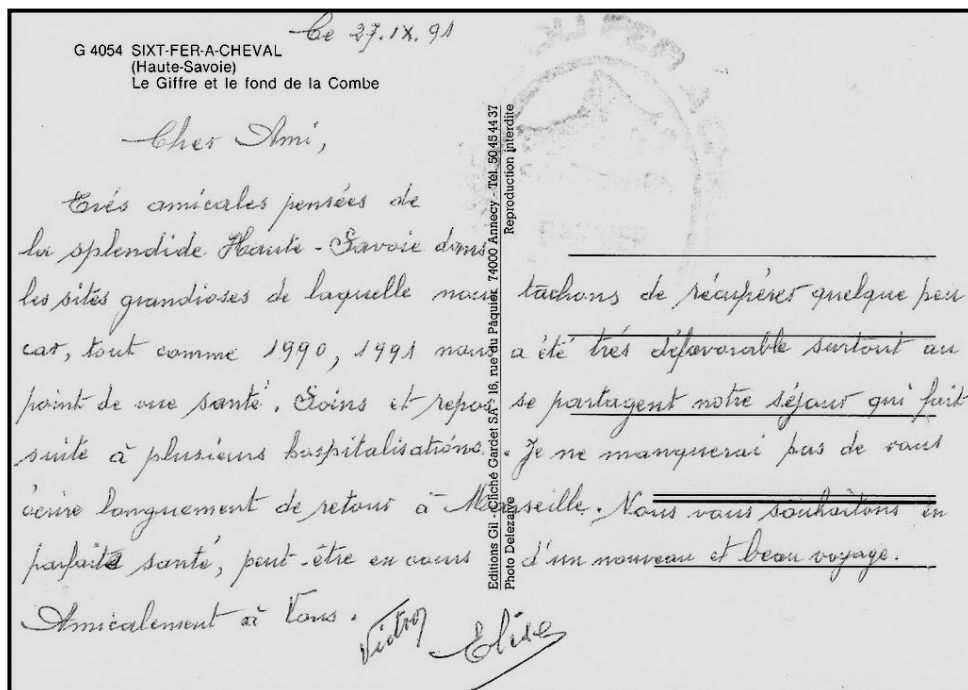 Ce 27.IX.91
G 4054 SIXT-FER-A-CHEVAL
(Haute-Savoie)
Le Giffre et le fond de la Combe
Cher Ami,
Très amicales pensées de
la splendide Haute-Savoie dans
les sités grandioses de laquelle nous tâchons de récupérer quelque peu
car, tout comme 1990, 1991 nous a été très défavorable surtout au
point de vue santé. Soins et repos se partagent notre séjour qui fait
suite à plusieurs hospitalisations. Je ne manquerai pas de vous
écrire longuement de retour à Marseille. Nous vous souhaitons en
parfaite santé, peut-être en cours d'un nouveau et beau voyage.
Amicalement à Vous.
Elise
Editions Gil - Cliché Gardet SA - 16, rue du Pâquier 74000 Annecy - Tél. 50454437
Photo Delezaive
Reproduction interdite